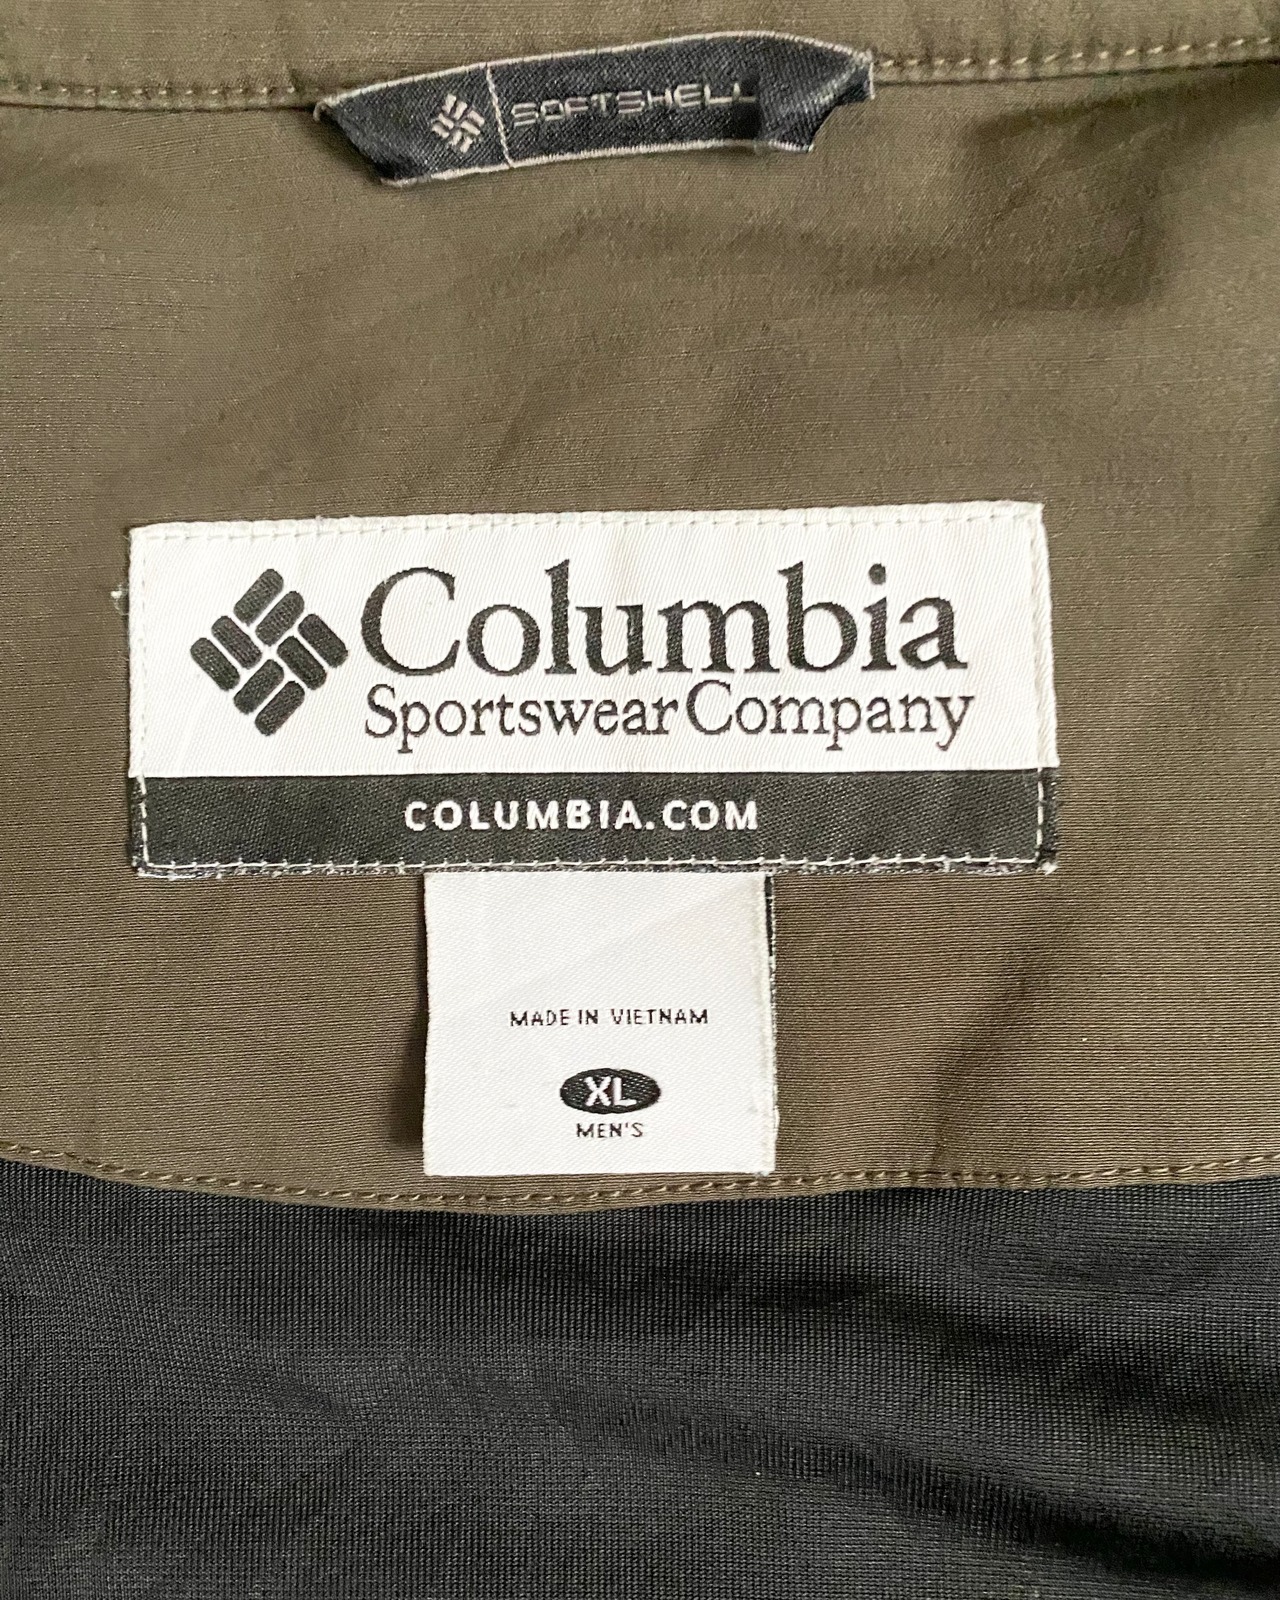 SOFTSHELL
Columbia
Sportswear Company
COLUMBIA.COM
MADE IN VIETNAM
XL
MEN'S